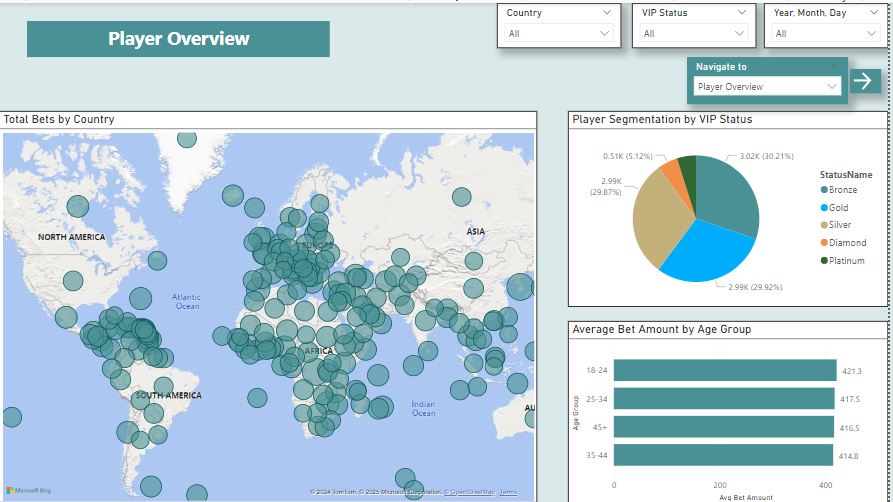 Player Overview
Country
All
VIP Status
All
Year, Month, Day
All
Navigate to
Player Overview
Total Bets by Country
NORTH AMERICA
Atlantic
Ocean
EUROPE
ASIA
AFRICA
SOUTH AMERICA
Indian
Ocean
AU
Microsoft Bing
© 2024 TomTom, © 2025 Microsoft Corporation, © OpenStreetMap Terms
Player Segmentation by VIP Status
0.51K (5.12%)
3.02K (30.21%)
2.99K
(29.87%)
2.99K (29.92%)
StatusName
Bronze
Gold
Silver
Diamond
Platinum
Average Bet Amount by Age Group
Age Group
18-24
421.3
25-34
417.5
45+
416.5
35-44
414.8
0
200
400
Avg Bet Amount